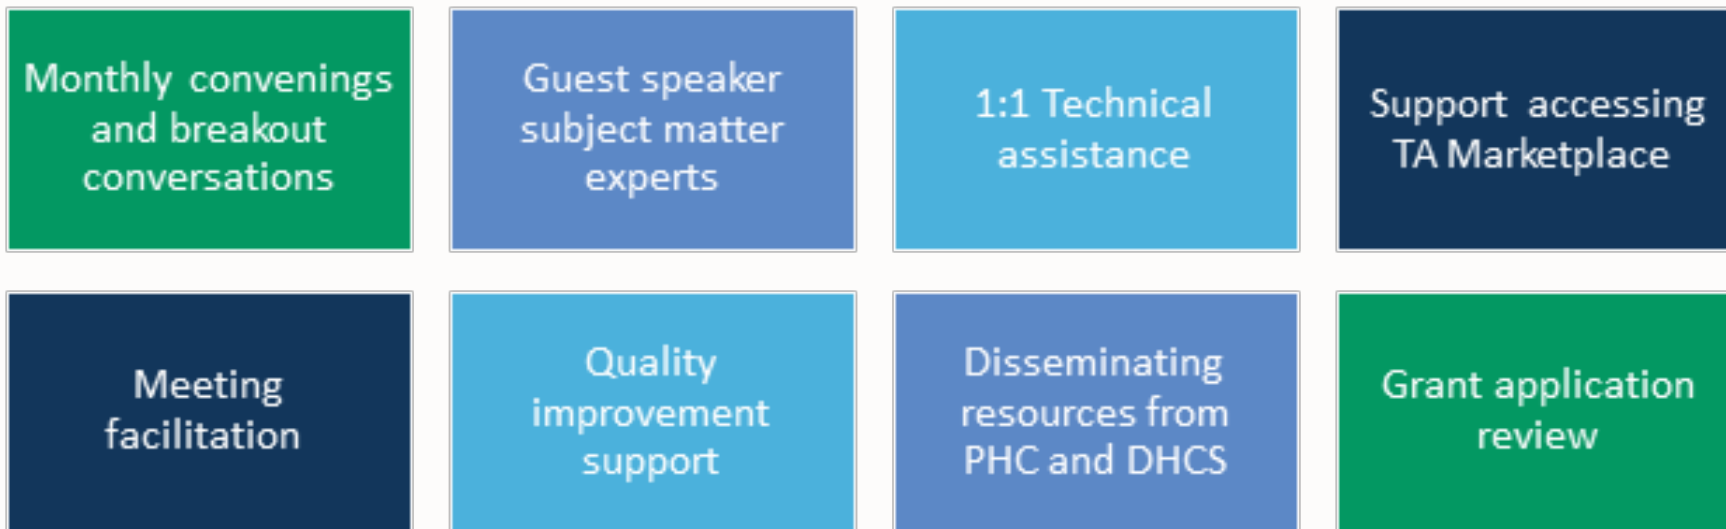 Monthly convenings
and breakout
conversations
Guest speaker
subject matter
experts
1:1 Technical
assistance
Support accessing
TA Marketplace
Meeting
facilitation
Quality
improvement
support
Disseminating
resources from
PHC and DHCS
Grant application
review